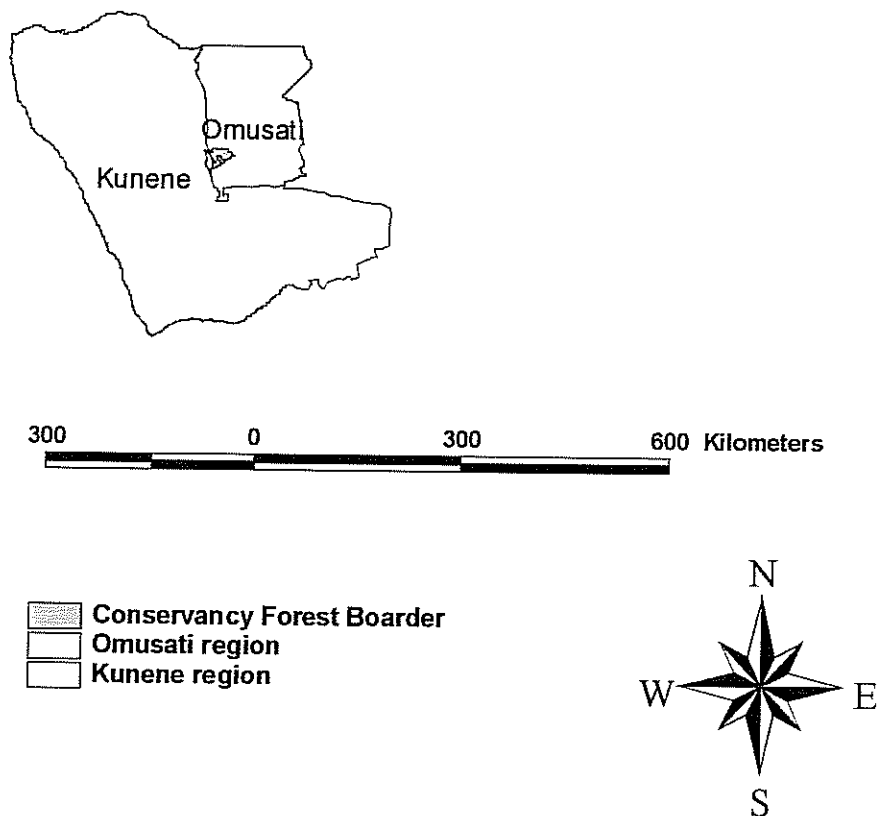 Omusati
Kunene
300 0 300 600 Kilometers
N
Conservancy Forest Boarder
Omusati region
Kunene region
W E
S